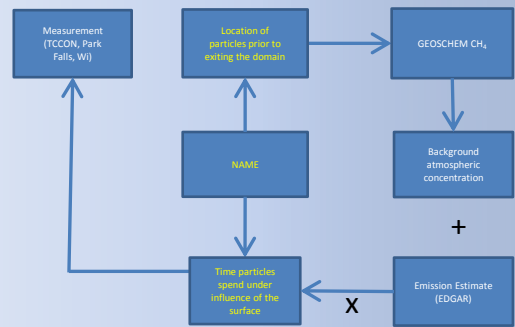 Measurement
(TCCON, Park
Falls, Wi)
Location of
particles prior to
exiting the domain
GEOSCHEM CH₄
NAME
Background
atmospheric
concentration
+
Time particles
spend under
influence of the
surface
X
Emission Estimate
(EDGAR)